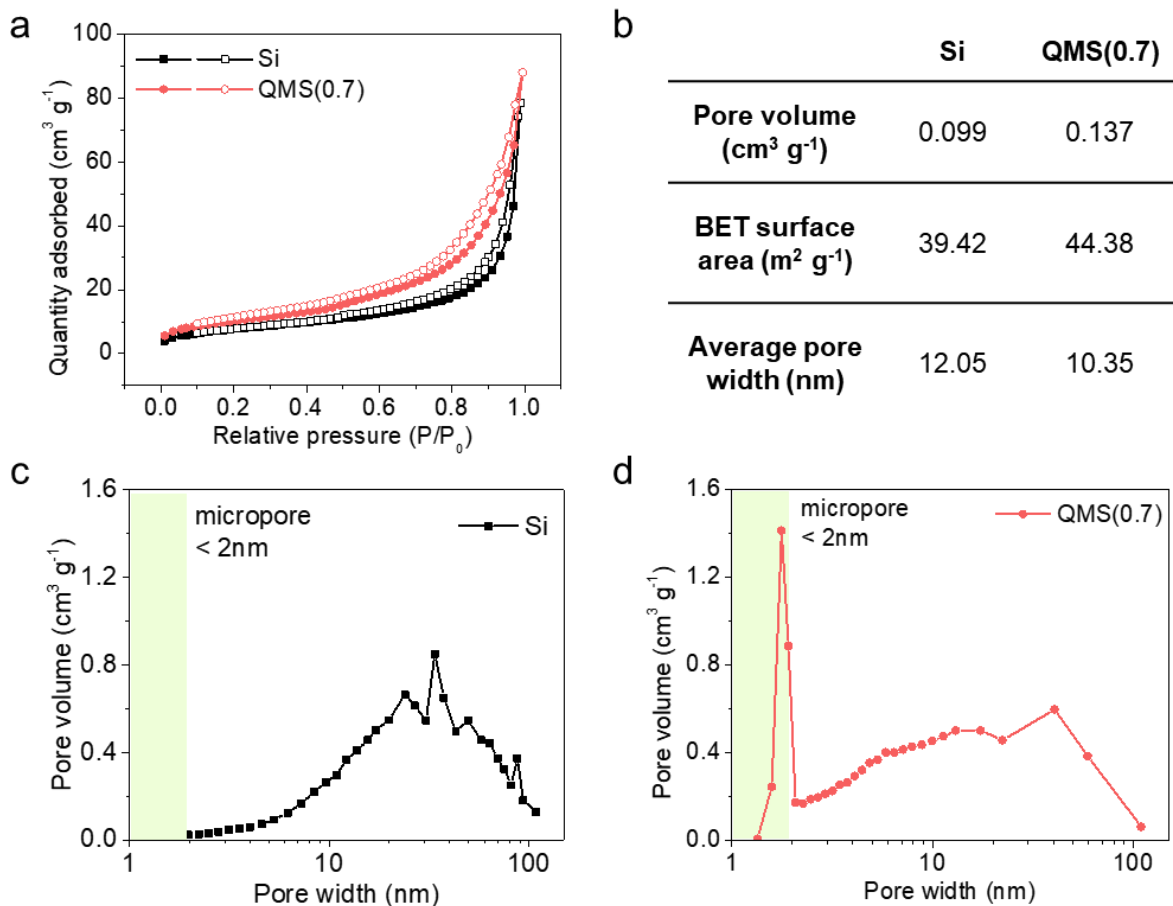 a
Si
QMS(0.7)
100
80
60
40
20
0
Quantity adsorbed (cm³ g⁻¹)
0.0 0.2 0.4 0.6 0.8 1.0
Relative pressure (P/P₀)
b
Si QMS(0.7)
Pore volume
(cm³ g⁻¹)
0.099 0.137
BET surface
area (m² g⁻¹)
39.42 44.38
Average pore
width (nm)
12.05 10.35
c
micropore
< 2nm
Si
1.6
1.2
0.8
0.4
0.0
Pore volume (cm³ g⁻¹)
1 10 100
Pore width (nm)
d
micropore
< 2nm
QMS(0.7)
1.6
1.2
0.8
0.4
0.0
Pore volume (cm³ g⁻¹)
1 10 100
Pore width (nm)